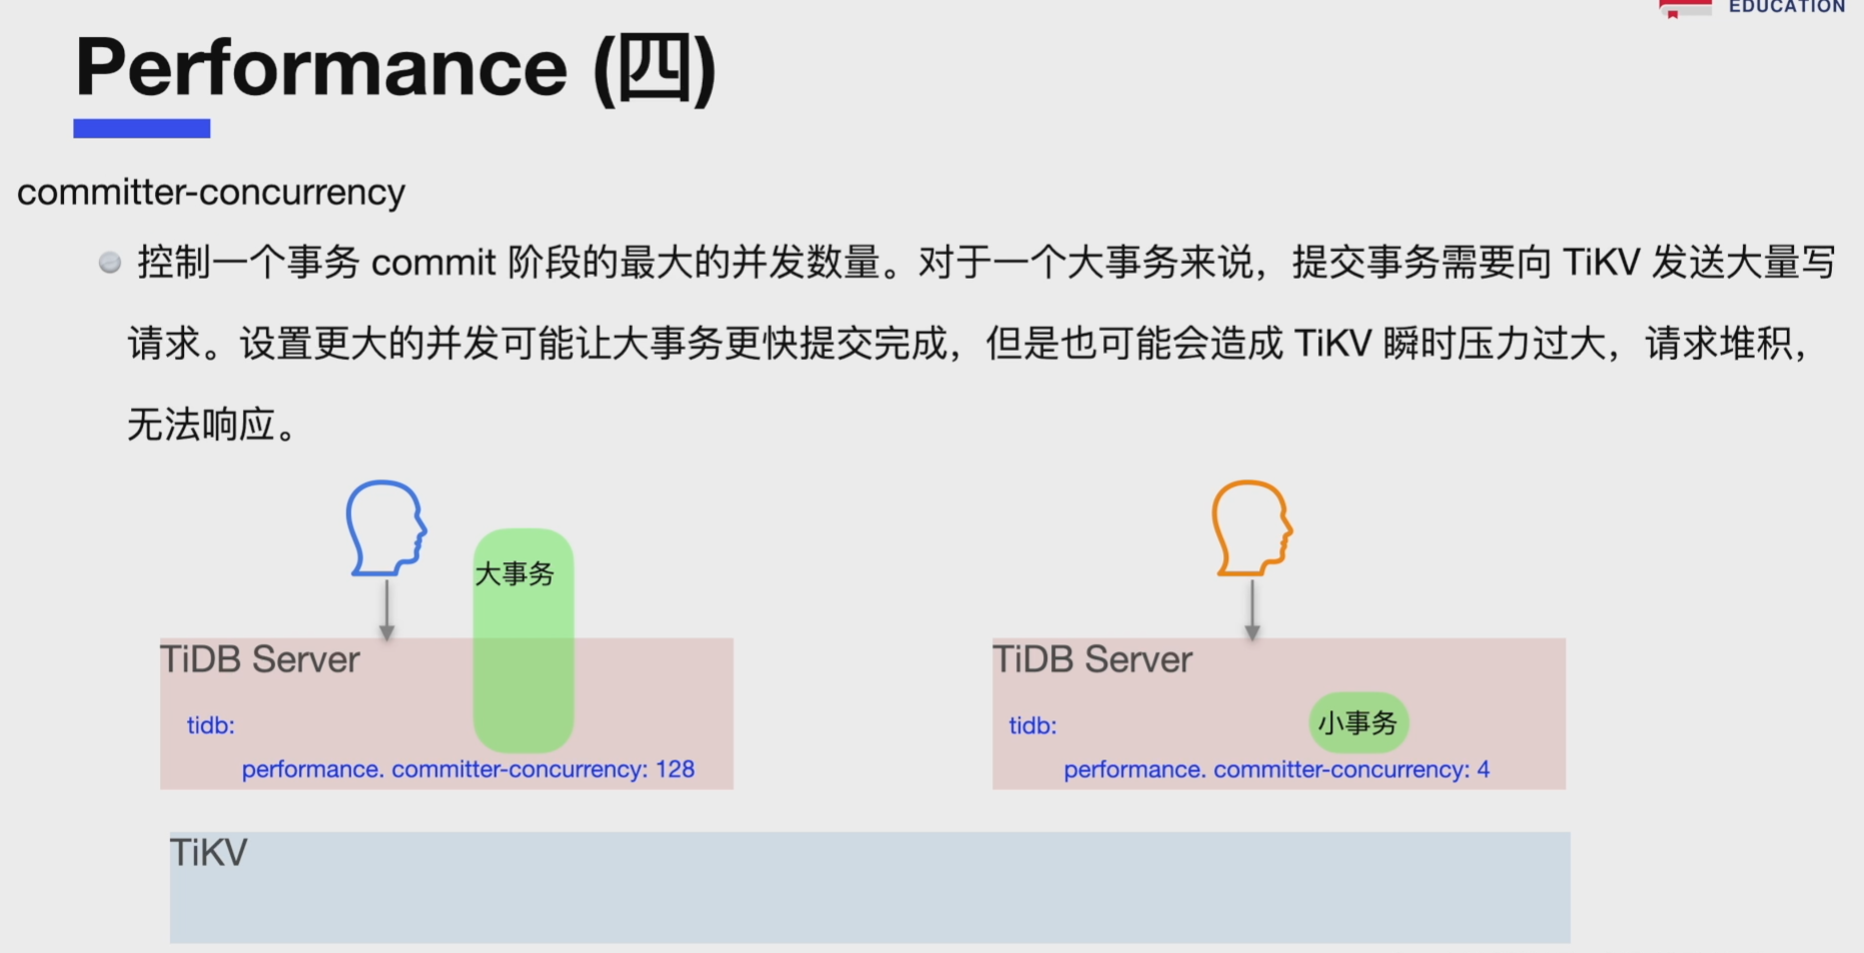 EDUCATION
Performance (四)
committer-concurrency
控制一个事务 commit 阶段的最大的并发数量。对于一个大事务来说，提交事务需要向 TiKV 发送大量写
请求。设置更大的并发可能让大事务更快提交完成，但是也可能会造成 TiKV 瞬时压力过大，请求堆积，
无法响应。
大事务
TiDB Server
tidb:
performance. committer-concurrency: 128
TiDB Server
小事务
tidb:
performance. committer-concurrency: 4
TiKV